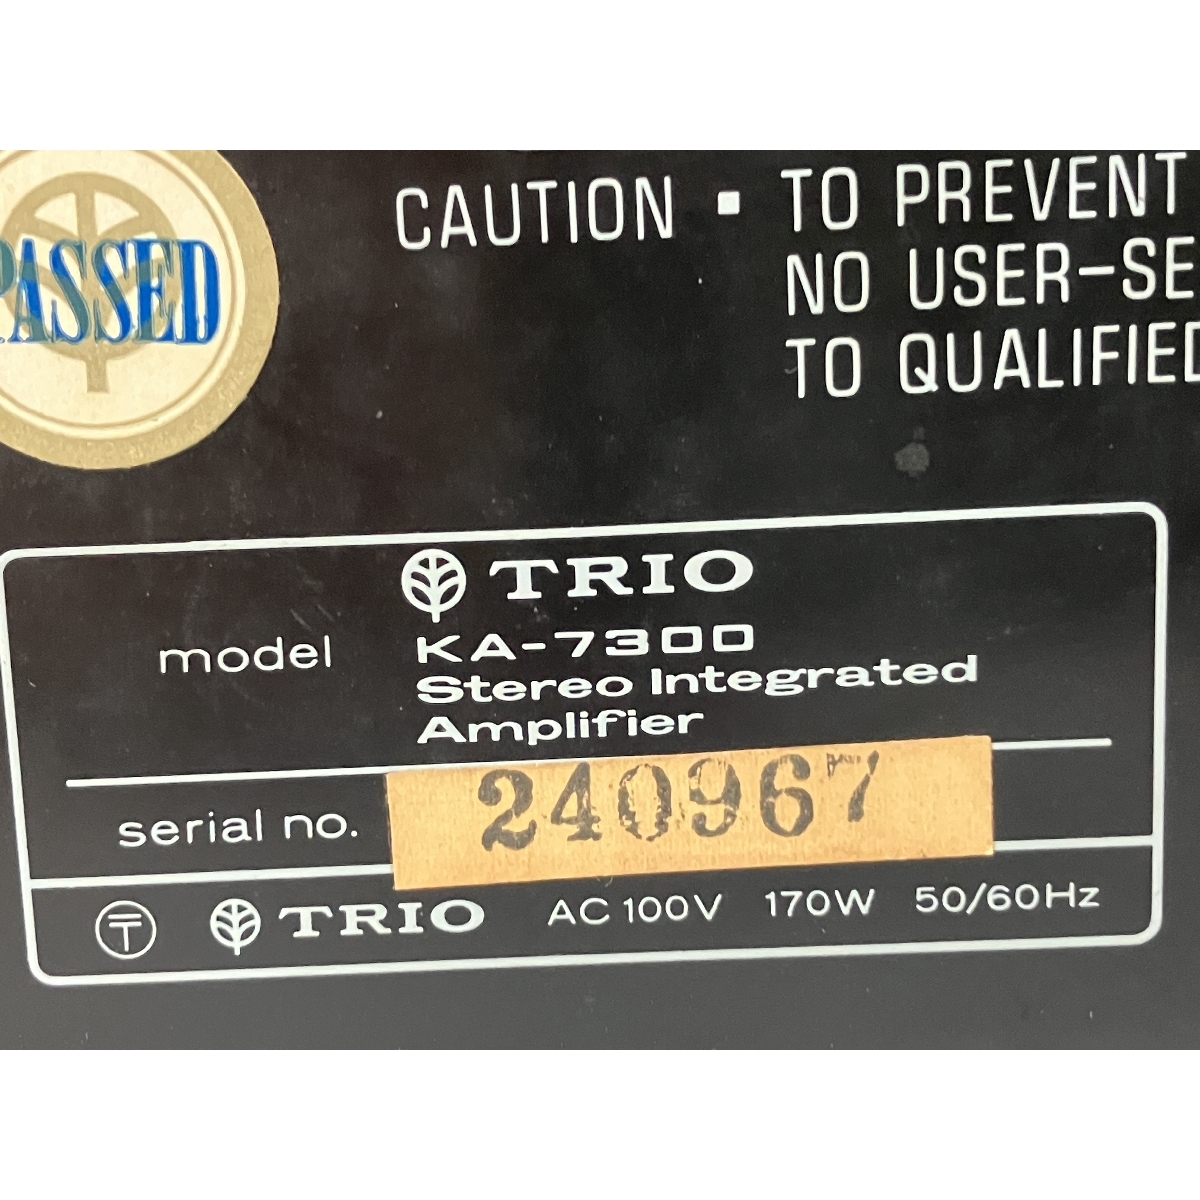 PASSED
CAUTION ▪ TO PREVENT
NO USER-SE
TO QUALIFIED
TRIO
model KA-7300
Stereo Integrated
Amplifier
serial no. 240967
〒 TRIO AC 100V 170W 50/60Hz